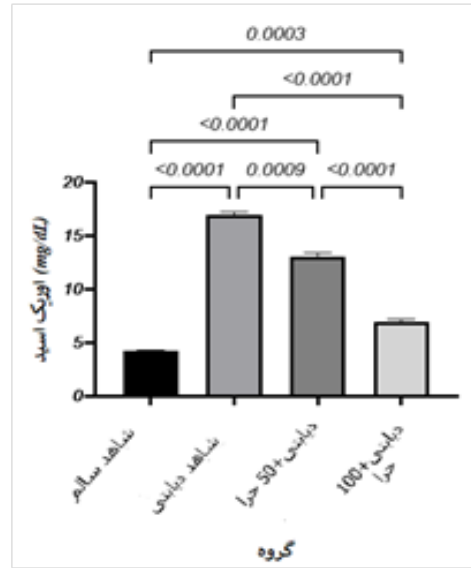 0.0003
<0.0001
<0.0001
<0.0001 0.0009 <0.0001
20
15
10
5
0
اوریک اسید (mg/dL)
شاهد سالم
شاهد دیابتی
دیابتی+50 حرا
دیابتی+100
حرا
گروه